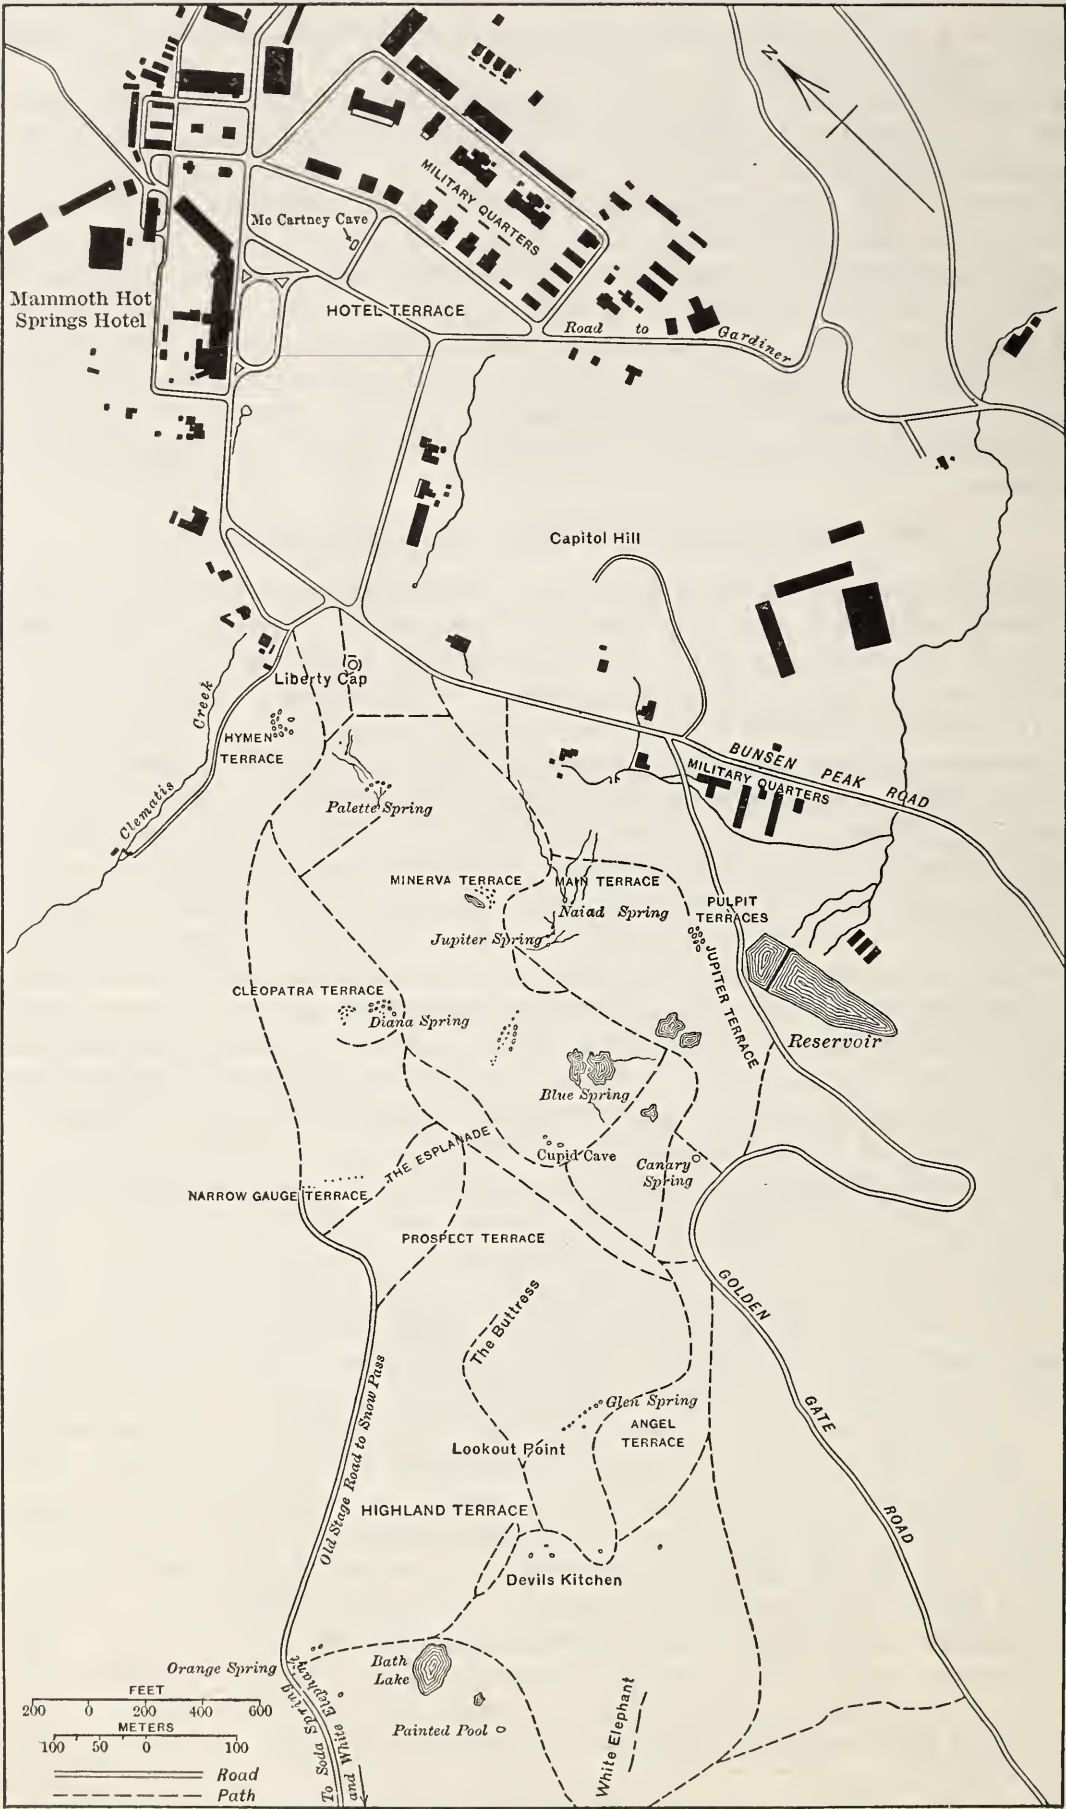 N
MILITARY QUARTERS
Mc Cartney Cave
Mammoth Hot
Springs Hotel
HOTEL TERRACE
Road to Gardiner
Capitol Hill
Liberty Cap
Clematis Creek
HYMEN
TERRACE
BUNSEN PEAK ROAD
MILITARY QUARTERS
Palette Spring
MINERVA TERRACE
MAIN TERRACE
PULPIT
TERRACES
Naiad Spring
Jupiter Spring
JUPITER TERRACE
CLEOPATRA TERRACE
Diana Spring
Reservoir
Blue Spring
THE ESPLANADE
Cupid Cave
Canary
Spring
NARROW GAUGE TERRACE
PROSPECT TERRACE
GOLDEN GATE ROAD
The Buttress
Old Stage Road to Snow Pass
Glen Spring
ANGEL
TERRACE
Lookout Point
HIGHLAND TERRACE
Devils Kitchen
Orange Spring
Bath
Lake
To Soda Spring
and White Elephant
Painted Pool
White Elephant
FEET
200 0 200 400 600
METERS
100 50 0 100
Road
Path